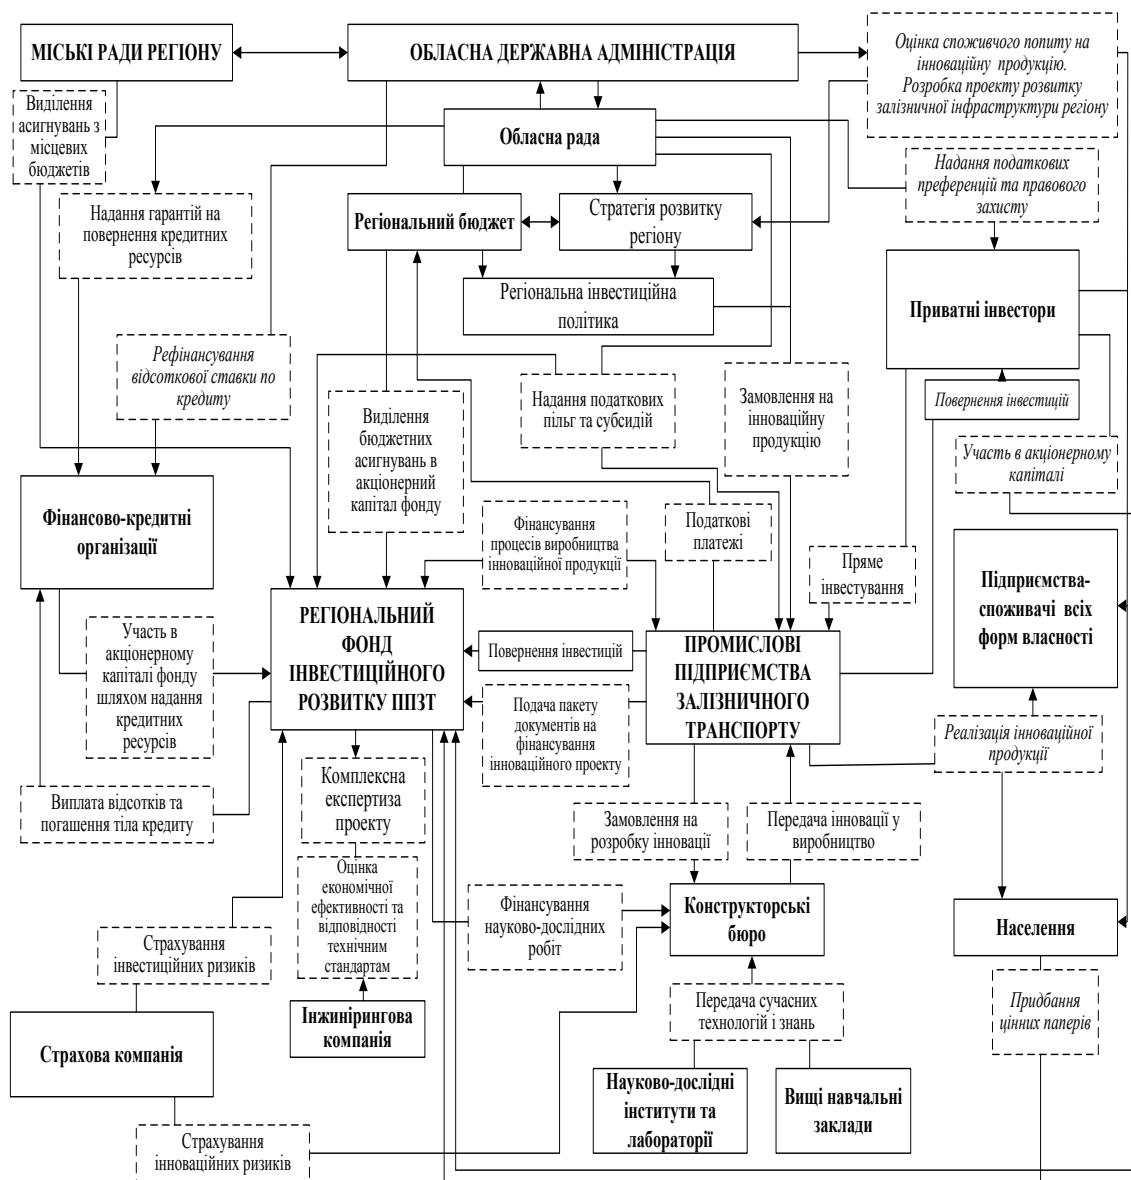 МІСЬКІ РАДИ РЕГІОНУ
ОБЛАСНА ДЕРЖАВНА АДМІНІСТРАЦІЯ
Оцінка споживчого попиту на
інноваційну продукцію.
Розробка проекту розвитку
залізничної інфраструктури регіону
Виділення
асигнувань з
місцевих
бюджетів
Обласна рада
Надання податкових
преференцій та правового
захисту
Надання гарантій на
повернення кредитних
ресурсів
Регіональний бюджет
Стратегія розвитку
регіону
Регіональна інвестиційна
політика
Приватні інвестори
Рефінансування
відсоткової ставки по
кредиту
Виділення
бюджетних
асигнувань в
акціонерний
капітал фонду
Надання податкових
пільг та субсидій
Замовлення на
інноваційну
продукцію
Повернення інвестицій
Участь в акціонерному
капіталі
Фінансово-кредитні
організації
Фінансування
процесів виробництва
інноваційної продукції
Податкові
платежі
Пряме
інвестування
Підприємства-
споживачі всіх
форм власності
РЕГІОНАЛЬНИЙ
ФОНД
ІНВЕСТИЦІЙНОГО
РОЗВИТКУ ППЗТ
Участь в
акціонерному
капіталі фонду
шляхом надання
кредитних
ресурсів
Повернення інвестицій
ПРОМИСЛОВІ
ПІДПРИЄМСТВА
ЗАЛІЗНИЧНОГО
ТРАНСПОРТУ
Подача пакету
документів на
фінансування
інноваційного проекту
Реалізація інноваційної
продукції
Виплата відсотків та
погашення тіла кредиту
Комплексна
експертиза
проекту
Замовлення на
розробку інновації
Передача інновації у
виробництво
Оцінка
економічної
ефективності та
відповідності
технічним
стандартам
Фінансування
науково-дослідних
робіт
Конструкторські
бюро
Населення
Страхування
інвестиційних ризиків
Передача сучасних
технологій і знань
Придбання
цінних паперів
Інжинірингова
компанія
Страхова компанія
Науково-дослідні
інститути та
лабораторії
Вищі навчальні
заклади
Страхування
інноваційних ризиків